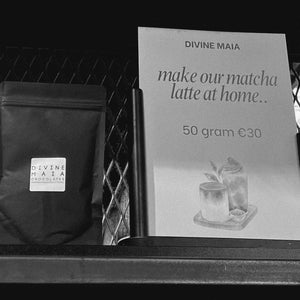 DIVINE
MAIA
CHOCOLATES
DIVINE MAIA
make our matcha
latte at home..
50 gram €30